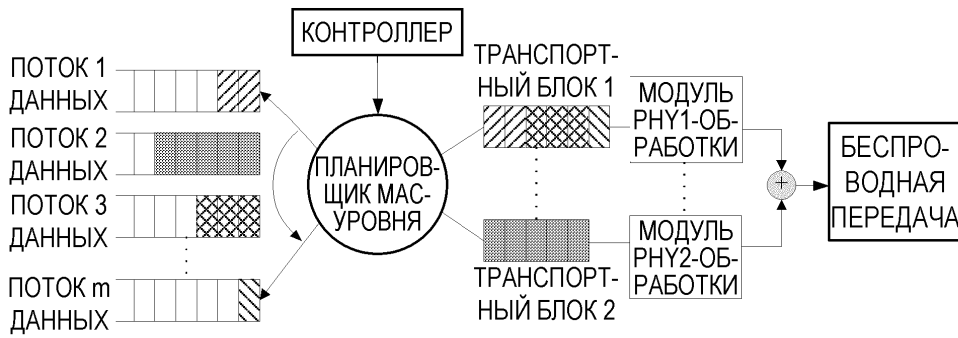 КОНТРОЛЛЕР
ПОТОК 1
ДАННЫХ
ПОТОК 2
ДАННЫХ
ПОТОК 3
ДАННЫХ
ПОТОК m
ДАННЫХ
ПЛАНИРОВ-
ЩИК MAC-
УРОВНЯ
ТРАНСПОРТ-
НЫЙ БЛОК 1
ТРАНСПОРТ-
НЫЙ БЛОК 2
МОДУЛЬ
PHY1-ОБ-
РАБОТКИ
МОДУЛЬ
PHY2-ОБ-
РАБОТКИ
+
БЕСПРО-
ВОДНАЯ
ПЕРЕДАЧА